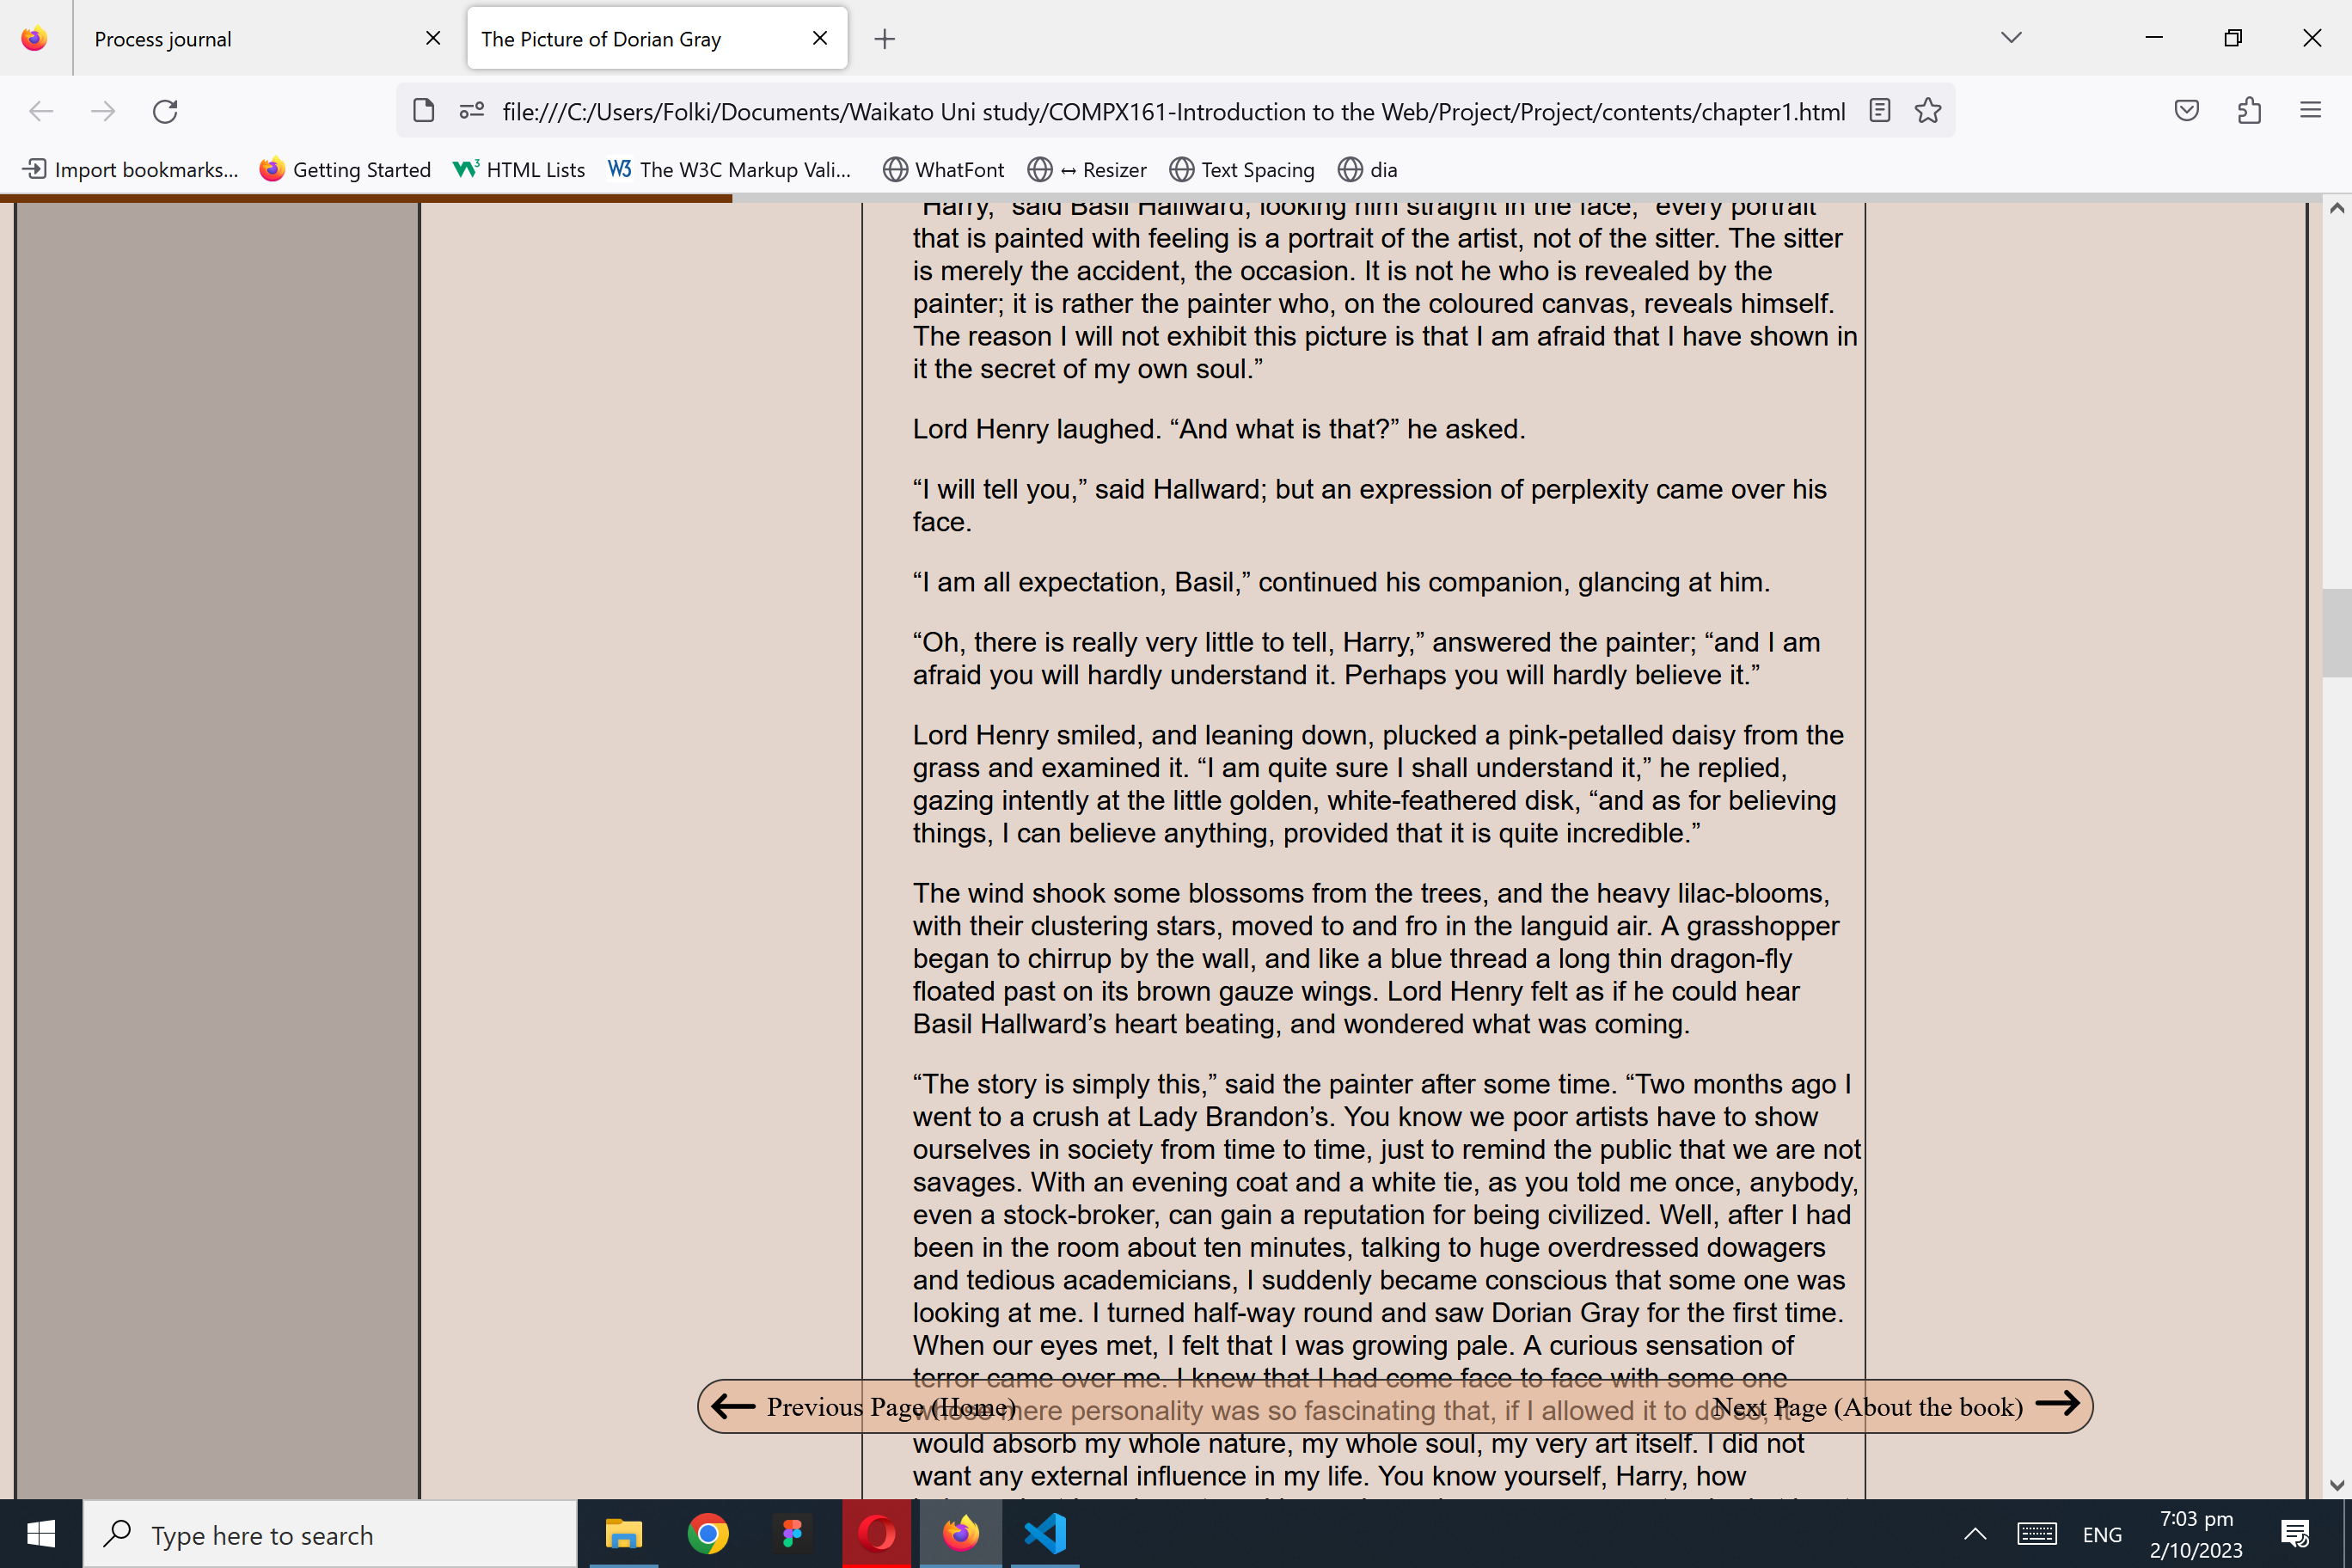 Process journal
The Picture of Dorian Gray
file:///C:/Users/Folki/Documents/Waikato Uni study/COMPX161-Introduction to the Web/Project/Project/contents/chapter1.html
Import bookmarks...
Getting Started
HTML Lists
The W3C Markup Vali...
WhatFont
↔ Resizer
Text Spacing
dia
“Harry,” said Basil Hallward, looking him straight in the face, “every portrait
that is painted with feeling is a portrait of the artist, not of the sitter. The sitter
is merely the accident, the occasion. It is not he who is revealed by the
painter; it is rather the painter who, on the coloured canvas, reveals himself.
The reason I will not exhibit this picture is that I am afraid that I have shown in
it the secret of my own soul.”
Lord Henry laughed. “And what is that?” he asked.
“I will tell you,” said Hallward; but an expression of perplexity came over his
face.
“I am all expectation, Basil,” continued his companion, glancing at him.
“Oh, there is really very little to tell, Harry,” answered the painter; “and I am
afraid you will hardly understand it. Perhaps you will hardly believe it.”
Lord Henry smiled, and leaning down, plucked a pink-petalled daisy from the
grass and examined it. “I am quite sure I shall understand it,” he replied,
gazing intently at the little golden, white-feathered disk, “and as for believing
things, I can believe anything, provided that it is quite incredible.”
The wind shook some blossoms from the trees, and the heavy lilac-blooms,
with their clustering stars, moved to and fro in the languid air. A grasshopper
began to chirrup by the wall, and like a blue thread a long thin dragon-fly
floated past on its brown gauze wings. Lord Henry felt as if he could hear
Basil Hallward’s heart beating, and wondered what was coming.
“The story is simply this,” said the painter after some time. “Two months ago I
went to a crush at Lady Brandon’s. You know we poor artists have to show
ourselves in society from time to time, just to remind the public that we are not
savages. With an evening coat and a white tie, as you told me once, anybody,
even a stock-broker, can gain a reputation for being civilized. Well, after I had
been in the room about ten minutes, talking to huge overdressed dowagers
and tedious academicians, I suddenly became conscious that some one was
looking at me. I turned half-way round and saw Dorian Gray for the first time.
When our eyes met, I felt that I was growing pale. A curious sensation of
terror came over me. I knew that I had come face to face with some one
whose mere personality was so fascinating that, if I allowed it to do so, it
Previous Page (Home)
Next Page (About the book)
would absorb my whole nature, my whole soul, my very art itself. I did not
want any external influence in my life. You know yourself, Harry, how
Type here to search
ENG
7:03 pm
2/10/2023